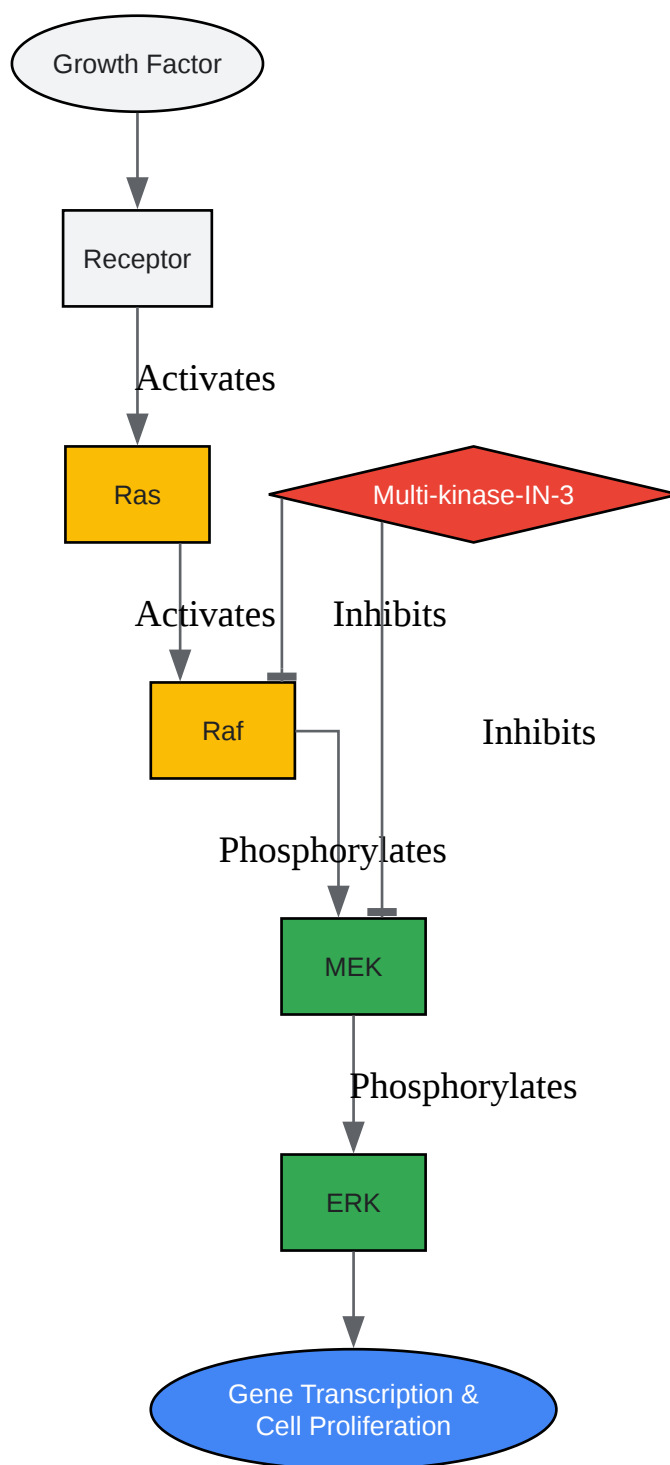 Growth Factor
Receptor
Activates
Ras
Multi-kinase-IN-3
Activates
Inhibits
Raf
Inhibits
Phosphorylates
MEK
Phosphorylates
ERK
Gene Transcription &
Cell Proliferation